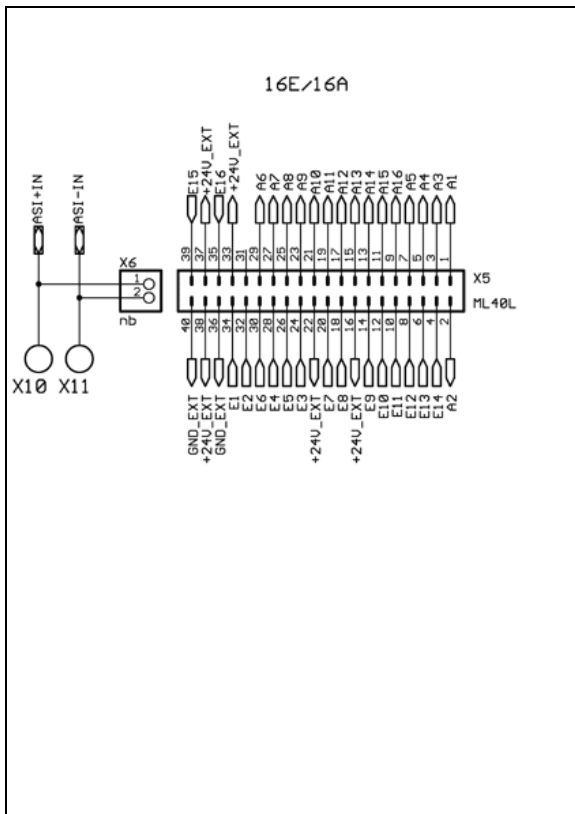 16E/16A
ASI+IN
ASI-IN
E15
+24V_EXT
E16
+24V_EXT
A6
A7
A8
A9
A10
A11
A12
A13
A14
A15
A16
A5
A4
A3
A1
39
37
35
33
31
29
27
25
23
21
19
17
15
13
11
9
7
5
3
1
X6
1
2
nb
X5
ML40L
40
38
36
34
32
30
28
26
24
22
20
18
16
14
12
10
8
6
4
2
X10
X11
GND_EXT
+24V_EXT
GND_EXT
E1
E2
E6
E4
E5
E3
+24V_EXT
E7
E8
+24V_EXT
E9
E10
E11
E12
E13
E14
A2